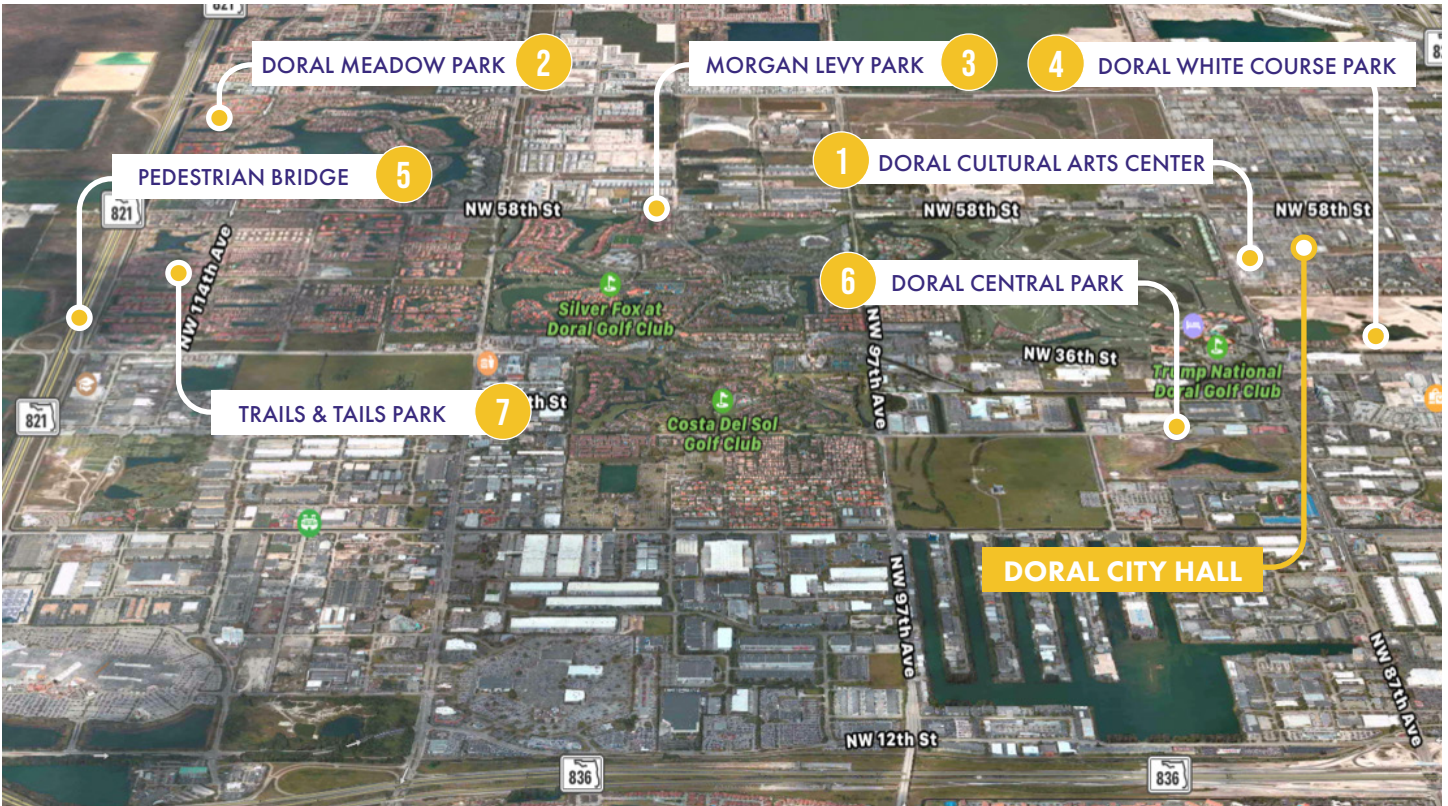 821
DORAL MEADOW PARK 2
MORGAN LEVY PARK 3
4 DORAL WHITE COURSE PARK
1 DORAL CULTURAL ARTS CENTER
PEDESTRIAN BRIDGE 5
821
NW 58th St
NW 58th St
NW 58th St
NW 114th Ave
6 DORAL CENTRAL PARK
Silver Fox at
Doral Golf Club
NW 97th Ave
NW 36th St
Trump National
Doral Golf Club
TRAILS & TAILS PARK 7
th St
821
Costa Del Sol
Golf Club
DORAL CITY HALL
NW 97th Ave
NW 87th Ave
NW 12th St
836
836